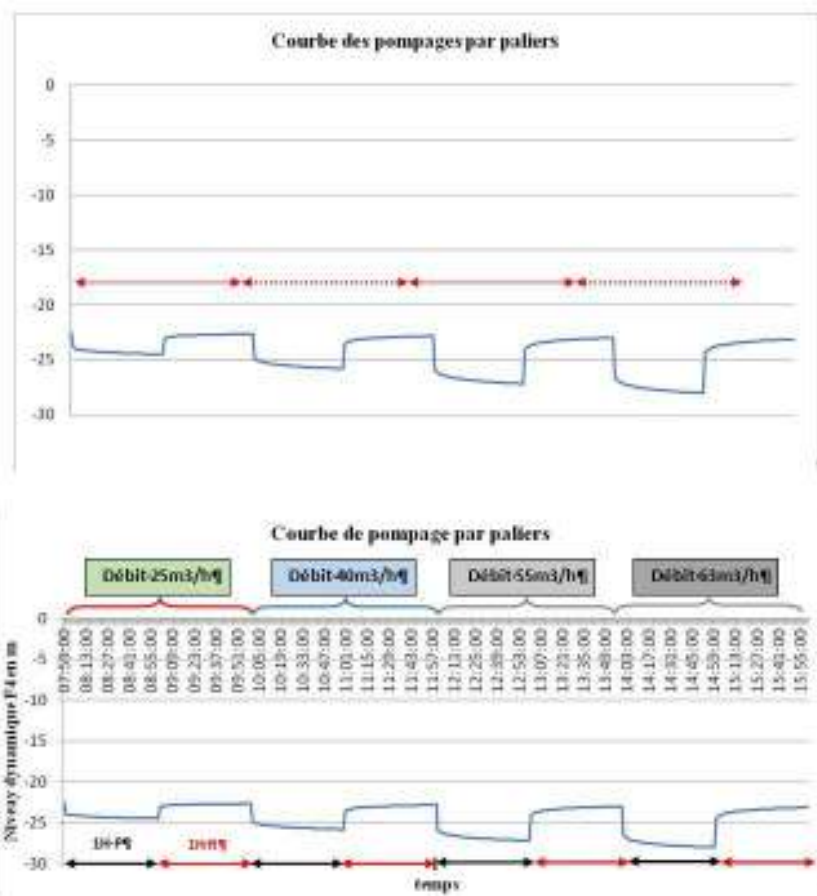 Courbe des pompages par paliers
0
-5
-10
-15
-20
-25
-30
Courbe de pompage par paliers
Débit·25m3/h¶ Débit·40m3/h¶ Débit·55m3/h¶ Débit·63m3/h¶
0
-5
-10
-15
-20
-25
-30
Niveay dynamique F4 en m
07:59:00 08:13:00 08:27:00 08:41:00 08:55:00 09:09:00 09:23:00 09:37:00 09:51:00 10:05:00 10:19:00 10:33:00 10:47:00 11:01:00 11:15:00 11:29:00 11:43:00 11:57:00 12:11:00 12:25:00 12:39:00 12:53:00 13:07:00 13:21:00 13:35:00 13:49:00 14:03:00 14:17:00 14:31:00 14:45:00 14:59:00 15:13:00 15:27:00 15:41:00 15:55:00
1H-P¶ 1H-R¶
temps